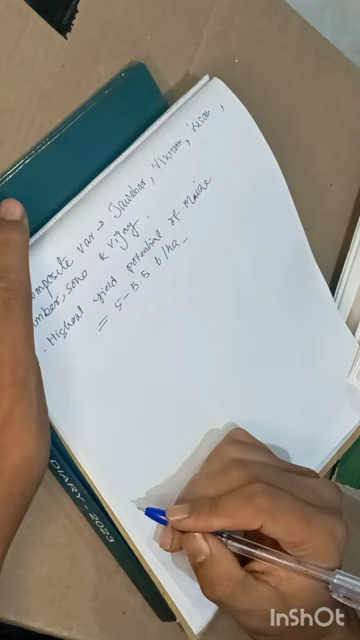 Composite var → Jawahar, Vikram, Kisan,
Amber, sona & Vijay.
. Highest yield potential of Maize
= 5-5.5 t/ha.
DIARY - 2023
InShOt